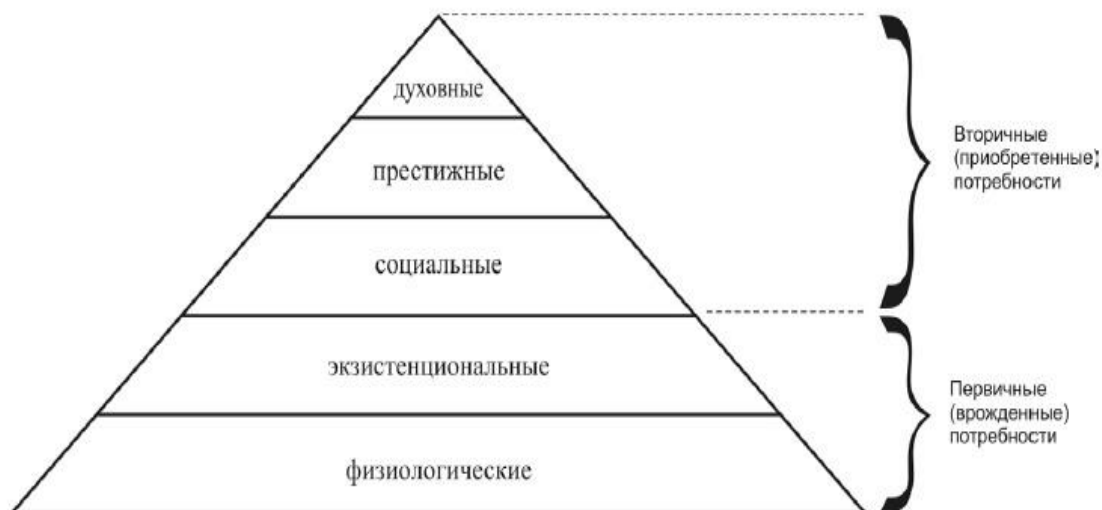 духовные
престижные
социальные
экзистенциональные
физиологические
Вторичные
(приобретенные)
потребности
Первичные
(врожденные)
потребности